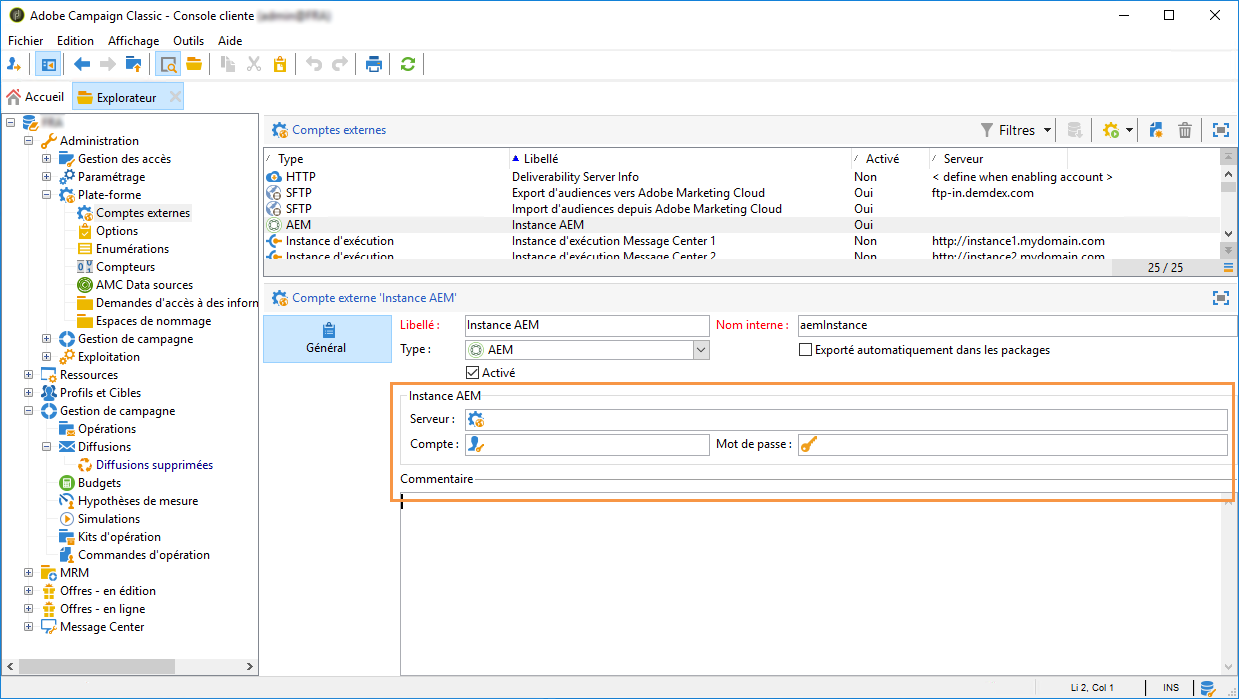 Adobe Campaign Classic - Console cliente
Fichier Edition Affichage Outils Aide
Accueil Explorateur
Administration
Gestion des accès
Paramétrage
Plate-forme
Comptes externes
Options
Enumérations
Compteurs
AMC Data sources
Demandes d'accès à des inforn
Espaces de nommage
Gestion de campagne
Exploitation
Ressources
Profils et Cibles
Gestion de campagne
Opérations
Diffusions
Diffusions supprimées
Budgets
Hypothèses de mesure
Simulations
Kits d'opération
Commandes d'opération
MRM
Offres - en édition
Offres - en ligne
Message Center
Comptes externes Filtres
Type Libellé Activé Serveur
HTTP Deliverability Server Info Non < define when enabling account >
SFTP Export d'audiences vers Adobe Marketing Cloud Oui ftp-in.demdex.com
SFTP Import d'audiences depuis Adobe Marketing Cloud Oui
AEM Instance AEM Oui
Instance d'exécution Instance d'exécution Message Center 1 Non http://instance1.mydomain.com
Instance d'exécution Instance d'exécution Message Center 2 Non http://instance2.mydomain.com
25 / 25
Compte externe 'Instance AEM'
Général
Libellé : Instance AEM Nom interne : aemInstance
Type : AEM Exporté automatiquement dans les packages
Activé
Instance AEM
Serveur :
Compte : Mot de passe :
Commentaire
Li 2, Col 1 INS